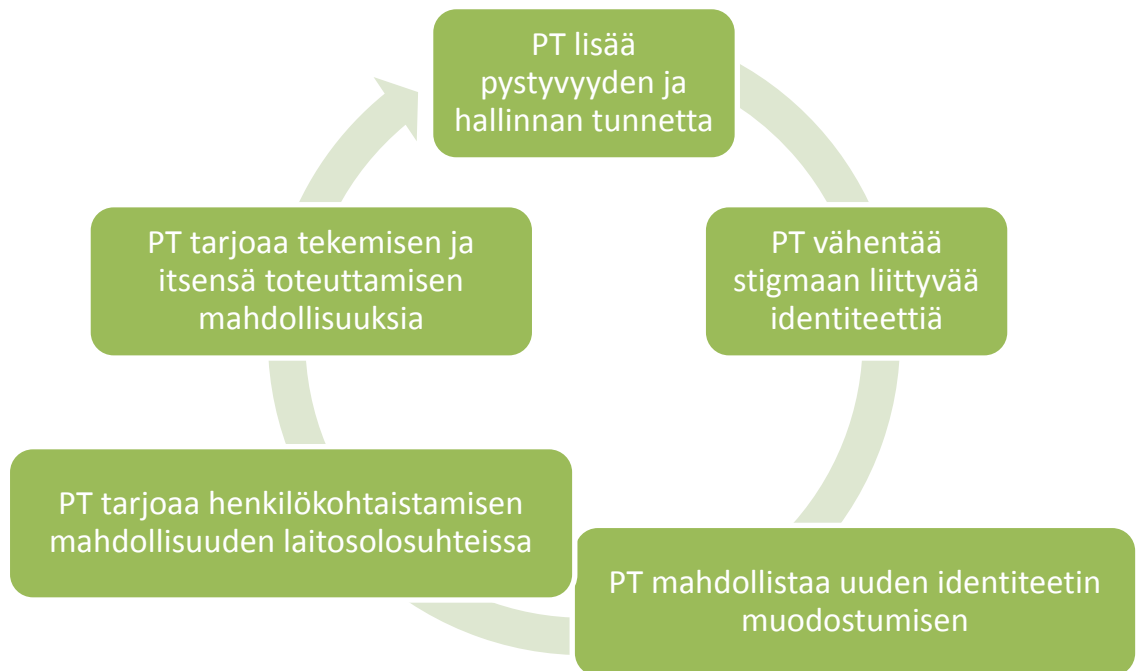 PT lisää
pystyvyyden ja
hallinnan tunnetta
PT vähentää
stigmaan liittyvää
identiteettiä
PT mahdollistaa uuden identiteetin
muodostumisen
PT tarjoaa henkilökohtaistamisen
mahdollisuuden laitosolosuhteissa
PT tarjoaa tekemisen ja
itsensä toteuttamisen
mahdollisuuksia